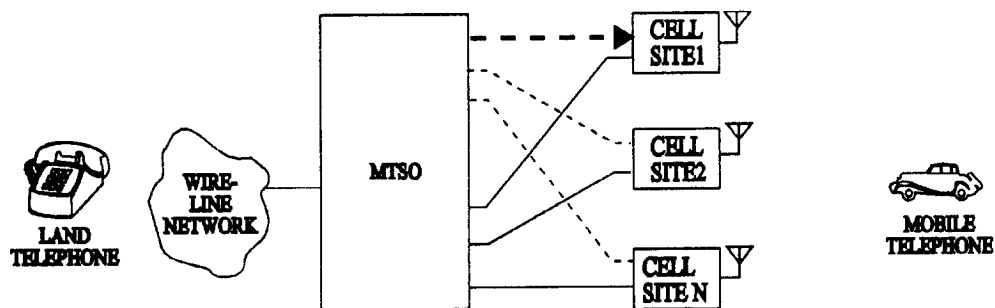 CELL
SITE1
WIRE-
LINE
NETWORK
MTSO
CELL
SITE2
LAND
TELEPHONE
MOBILE
TELEPHONE
CELL
SITE N